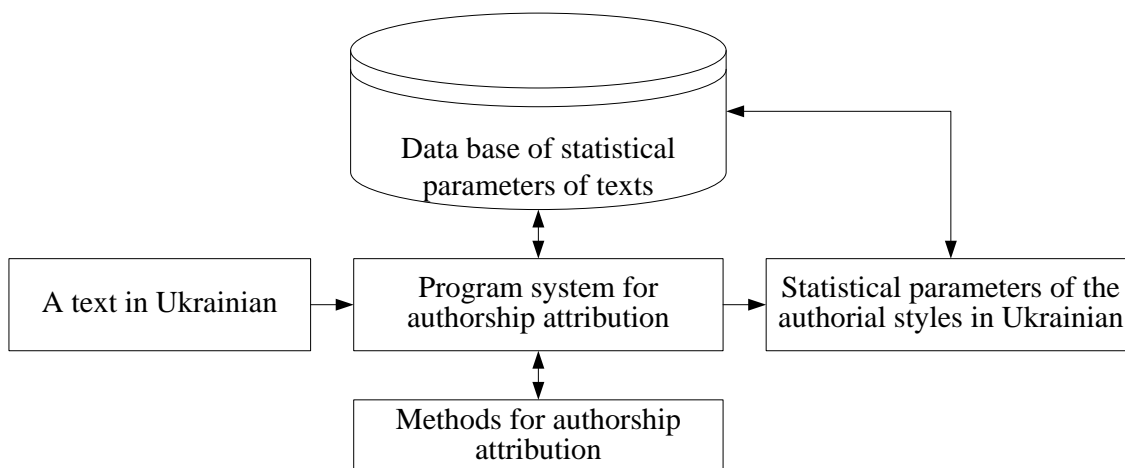 Data base of statistical
parameters of texts
A text in Ukrainian
Program system for
authorship attribution
Statistical parameters of the
authorial styles in Ukrainian
Methods for authorship
attribution